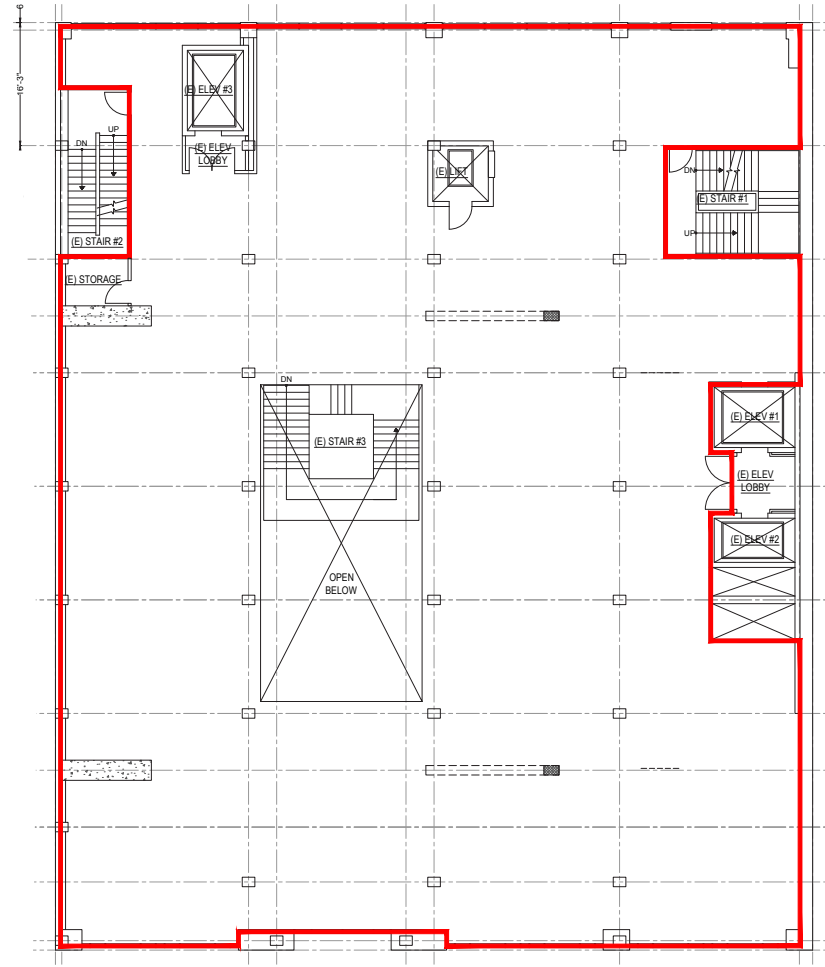 6
16'-3"
(E) ELEV #3
UP
DN
(E) ELEV
LOBBY
(E) LIFT
DN
(E) STAIR #1
UP
(E) STAIR #2
(E) STORAGE
DN
(E) STAIR #3
(E) ELEV #1
(E) ELEV
LOBBY
(E) ELEV #2
OPEN
BELOW